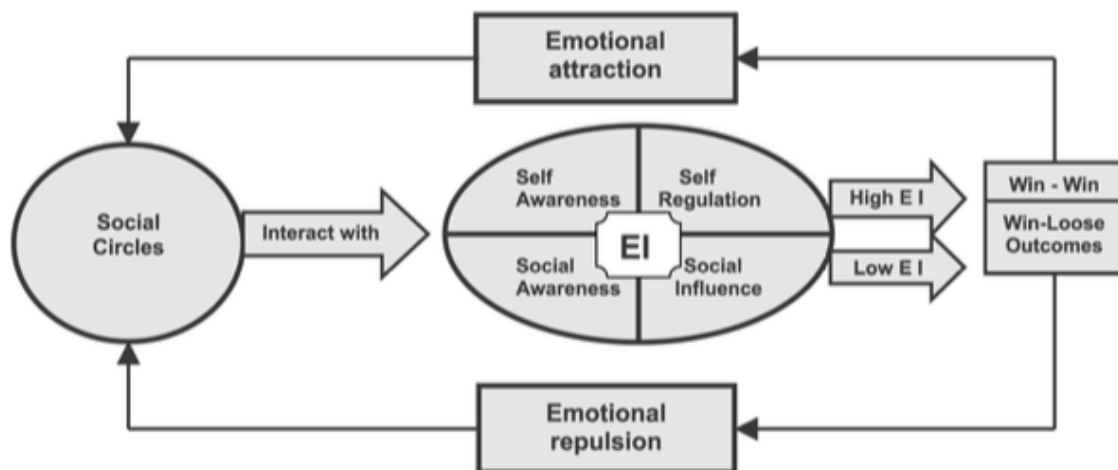 Emotional
attraction
Social
Circles
Interact with
Self
Awareness
Self
Regulation
EI
Social
Awareness
Social
Influence
High E I
Low E I
Win - Win
Win-Loose
Outcomes
Emotional
repulsion